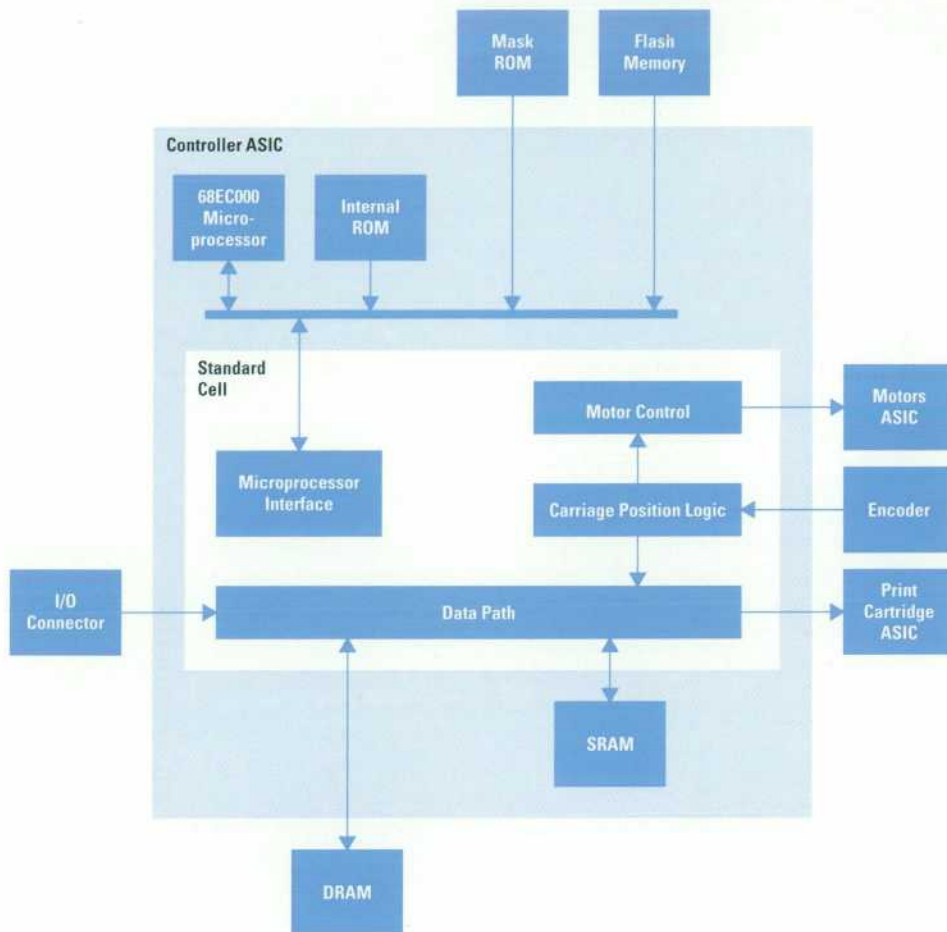 Mask
ROM
Flash
Memory
Controller ASIC
68EC000
Micro-
processor
Internal
ROM
Standard
Cell
Motor Control
Motors
ASIC
Microprocessor
Interface
Carriage Position Logic
Encoder
I/O
Connector
Data Path
Print
Cartridge
ASIC
SRAM
DRAM